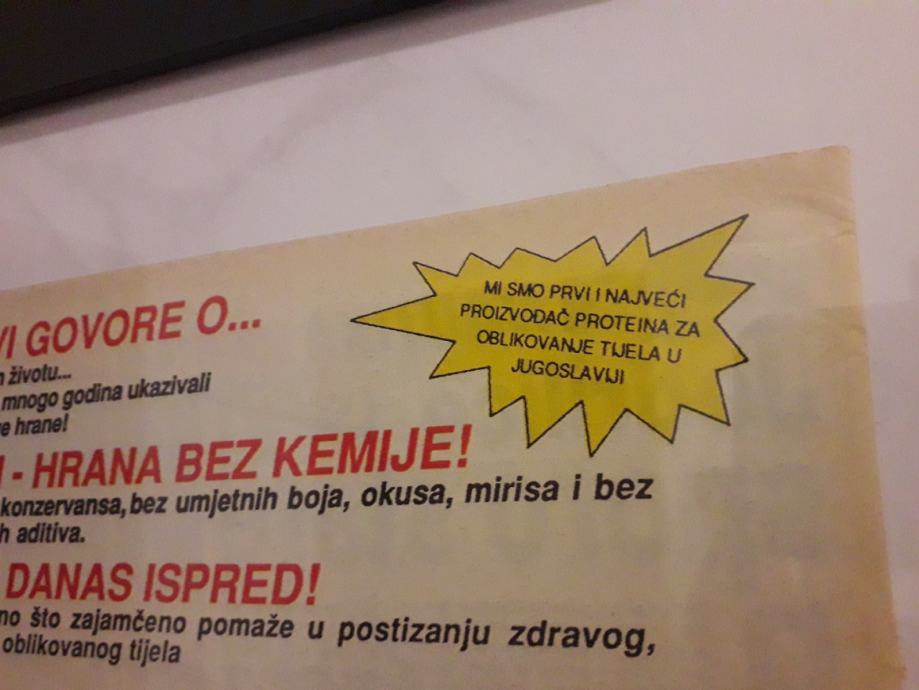 MI SMO PRVI I NAJVEĆI
PROIZVOĐAČ PROTEINA ZA
OBLIKOVANJE TIJELA U
JUGOSLAVIJI
GOVORE O...
životu...
mnogo godina ukazivali
hrane!
- HRANA BEZ KEMIJE!
konzervansa, bez umjetnih boja, okusa, mirisa i bez
aditiva.
DANAS ISPRED!
što zajamčeno pomaže u postizanju zdravog,
oblikovanog tijela